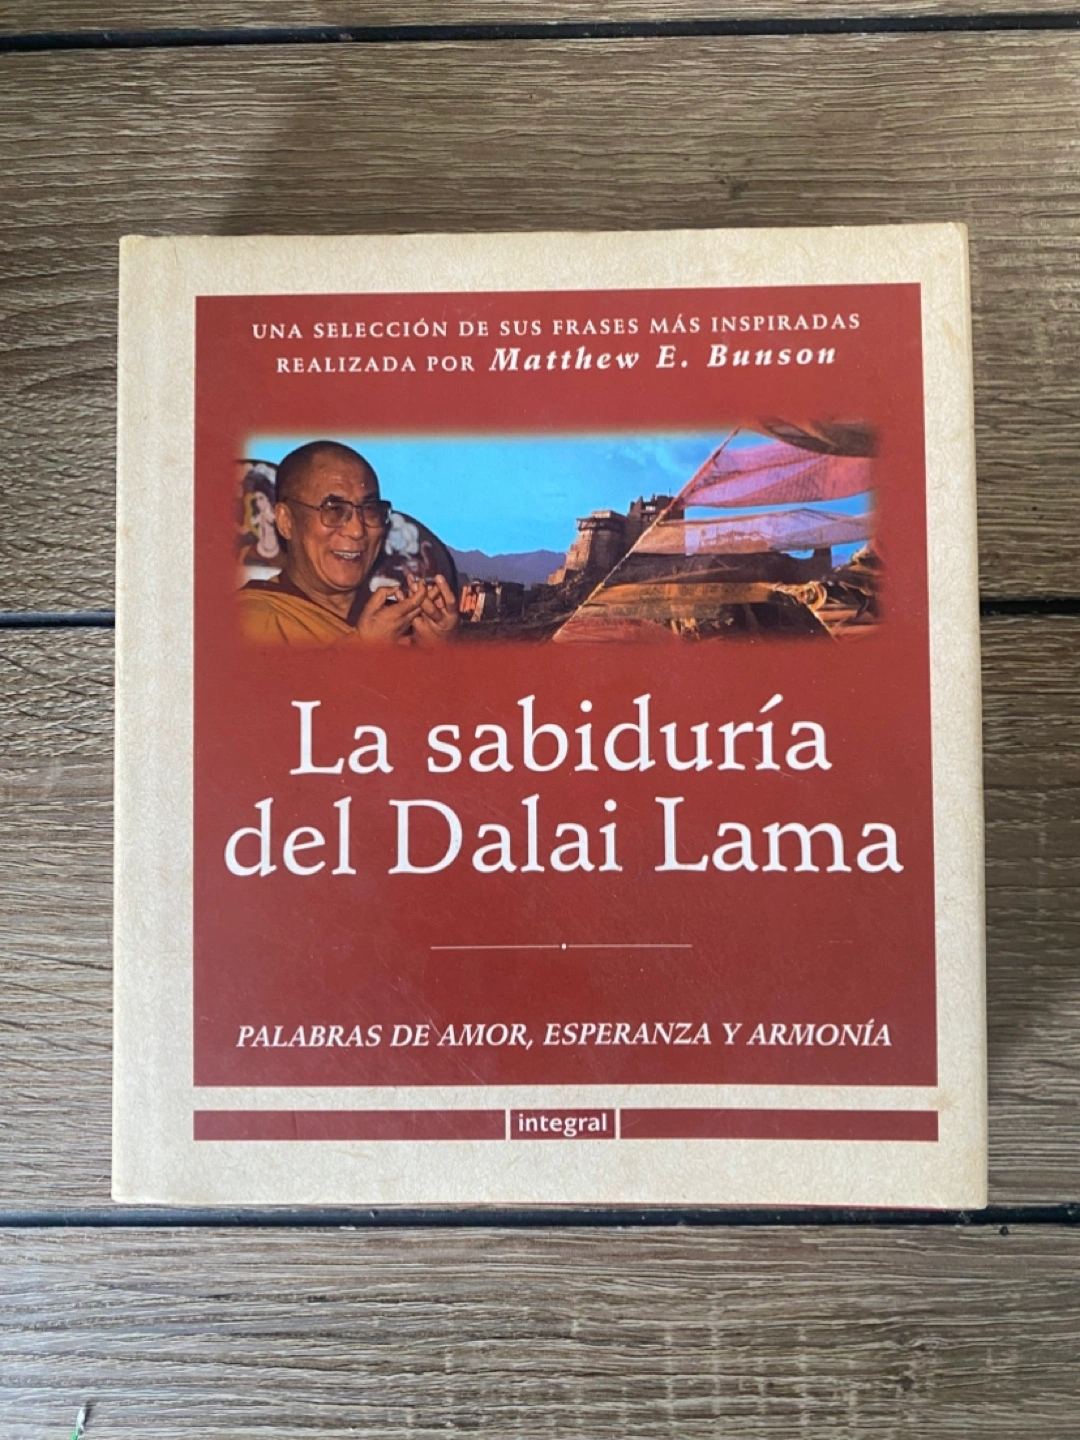 UNA SELECCIÓN DE SUS FRASES MÁS INSPIRADAS
REALIZADA POR Matthew E. Bunson
La sabiduría
del Dalai Lama
PALABRAS DE AMOR, ESPERANZA Y ARMONÍA
integral